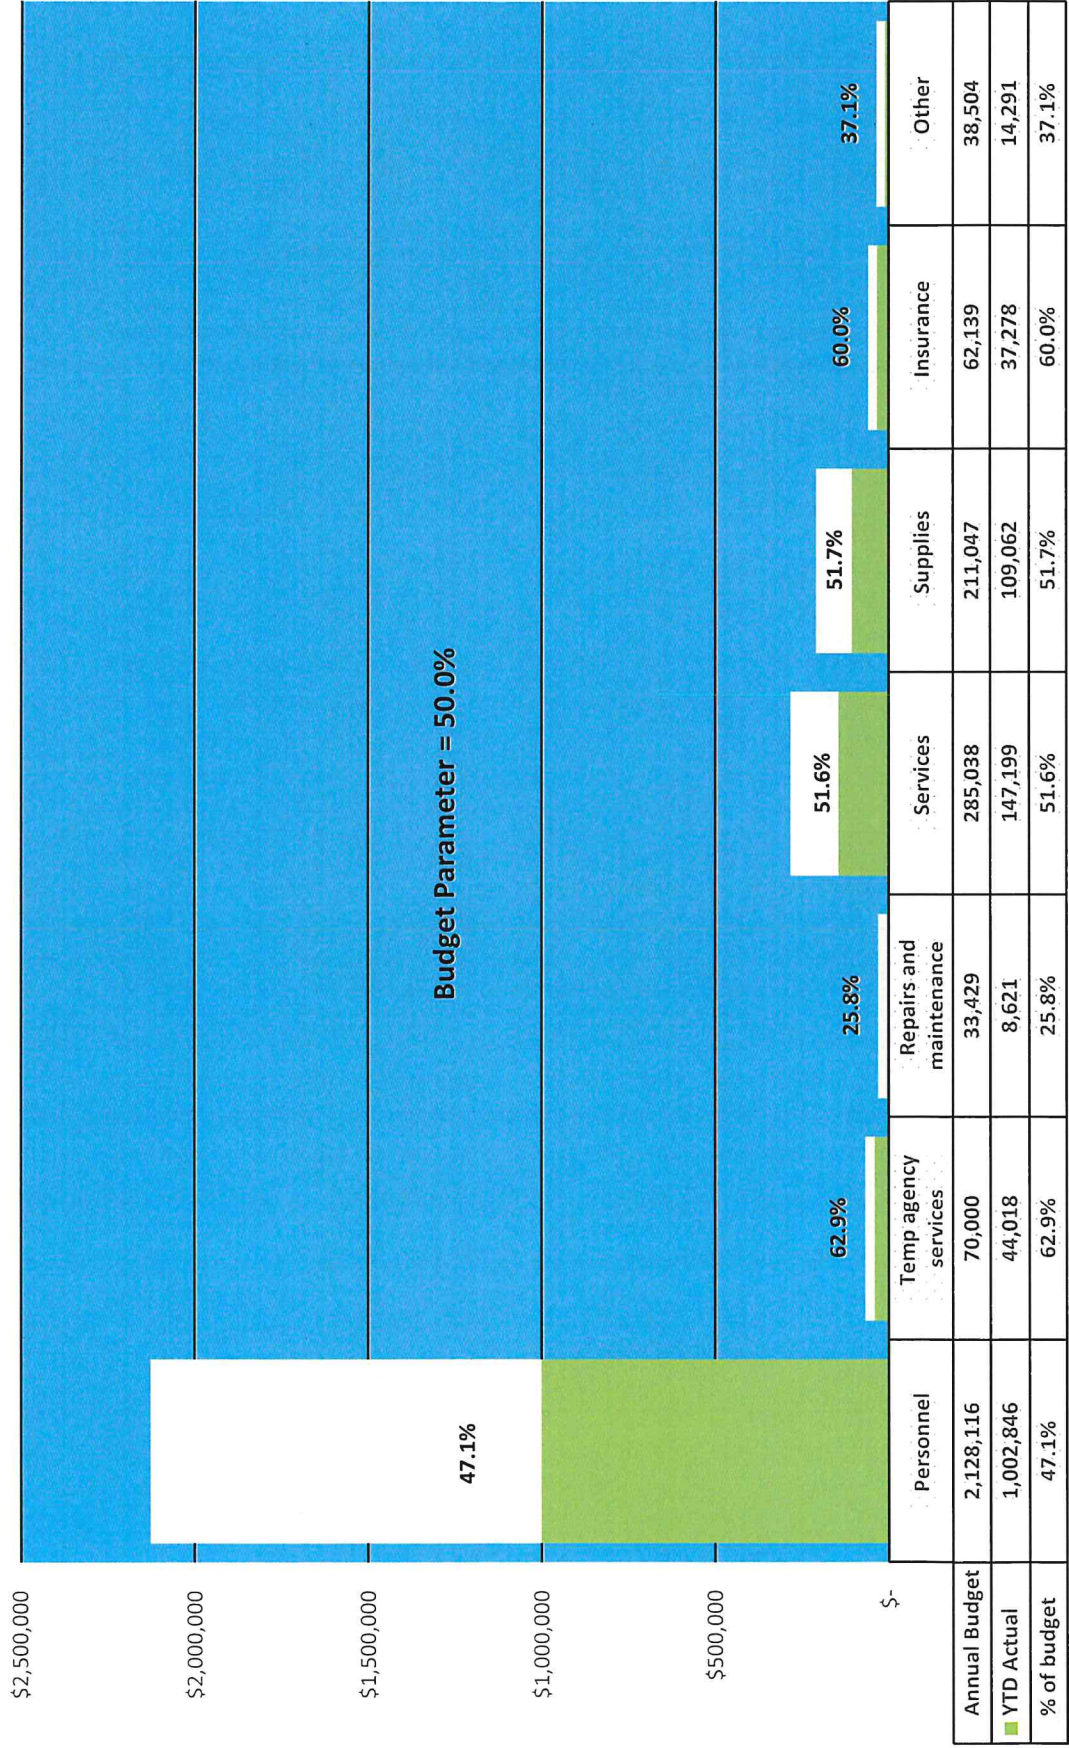 $2,500,000
$2,000,000
$1,500,000
$1,000,000
$500,000
$-
Budget Parameter = 50.0%
47.1%
62.9%
25.8%
51.6%
51.7%
60.0%
37.1%
Personnel
Temp agency
services
Repairs and
maintenance
Services
Supplies
Insurance
Other
Annual Budget 2,128,116 70,000 33,429 285,038 211,047 62,139 38,504
YTD Actual 1,002,846 44,018 8,621 147,199 109,062 37,278 14,291
% of budget 47.1% 62.9% 25.8% 51.6% 51.7% 60.0% 37.1%